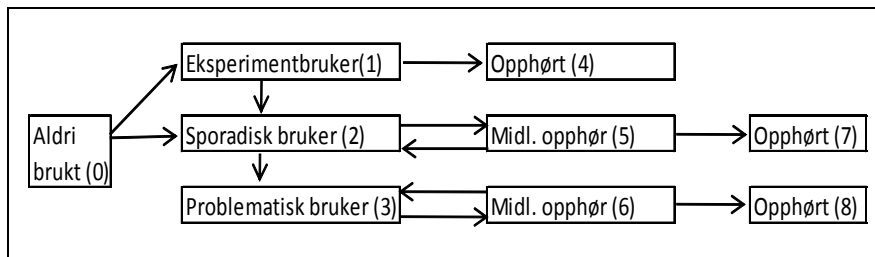 Eksperimentbruker(1)
Opphørt (4)
Aldri
brukt (0)
Sporadisk bruker (2)
Midl. opphør (5)
Opphørt (7)
Problematisk bruker (3)
Midl. opphør (6)
Opphørt (8)